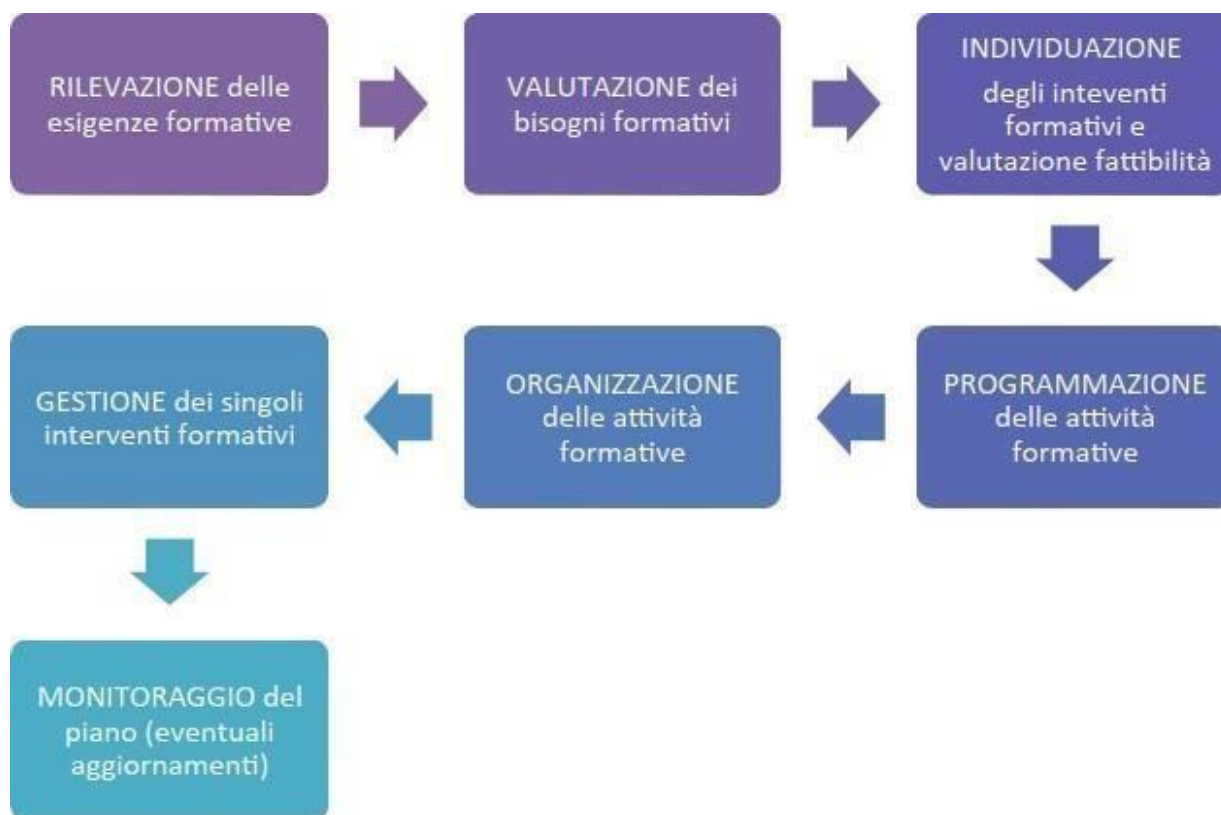 RILEVAZIONE delle
esigenze formative
VALUTAZIONE dei
bisogni formativi
INDIVIDUAZIONE
degli inteventi
formativi e
valutazione fattibilità
PROGRAMMAZIONE
delle attività
formative
ORGANIZZAZIONE
delle attività
formative
GESTIONE dei singoli
interventi formativi
MONITORAGGIO del
piano (eventuali
aggiornamenti)